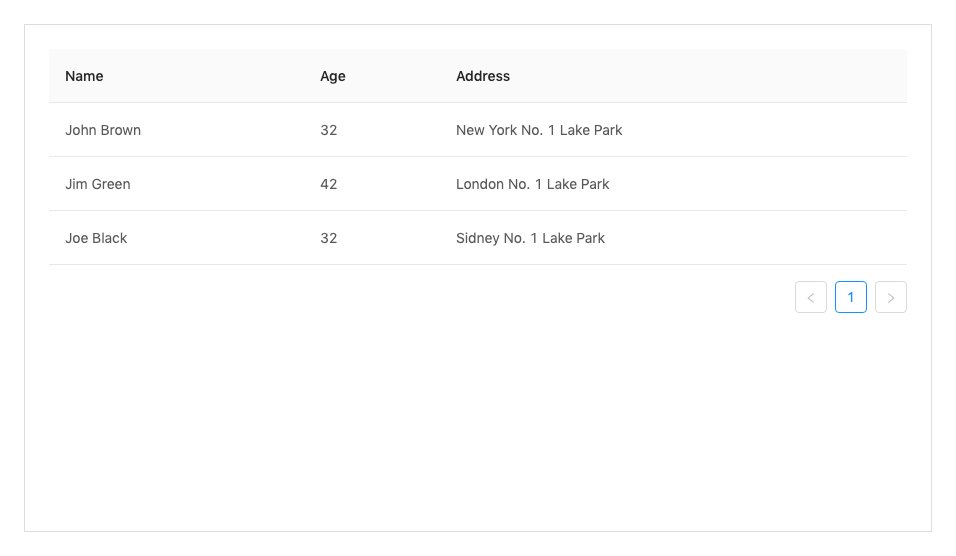 Name Age Address
John Brown 32 New York No. 1 Lake Park
Jim Green 42 London No. 1 Lake Park
Joe Black 32 Sidney No. 1 Lake Park
< 1 >